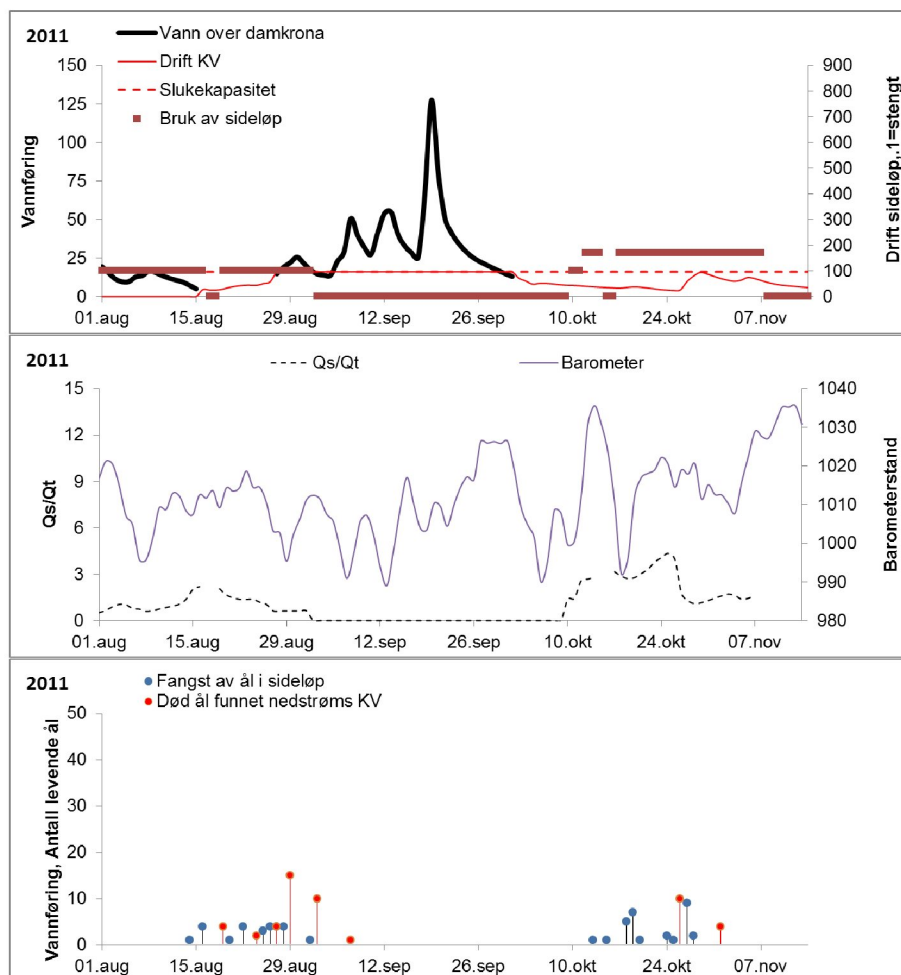 2011
Vann over damkrona
Drift KV
Slukekapasitet
Bruk av sideløp
150
125
100
75
50
25
0
Vannføring
900
800
700
600
500
400
300
200
100
0
Drift sideløp,.1=stengt
01.aug 15.aug 29.aug 12.sep 26.sep 10.okt 24.okt 07.nov
2011
Qs/Qt Barometer
15
12
9
6
3
0
Qs/Qt
1040
1030
1020
1010
1000
990
980
Barometerstand
01.aug 15.aug 29.aug 12.sep 26.sep 10.okt 24.okt 07.nov
2011
Fangst av ål i sideløp
Død ål funnet nedstrøms KV
50
40
30
20
10
0
Vannføring, Antall levende ål
01.aug 15.aug 29.aug 12.sep 26.sep 10.okt 24.okt 07.nov